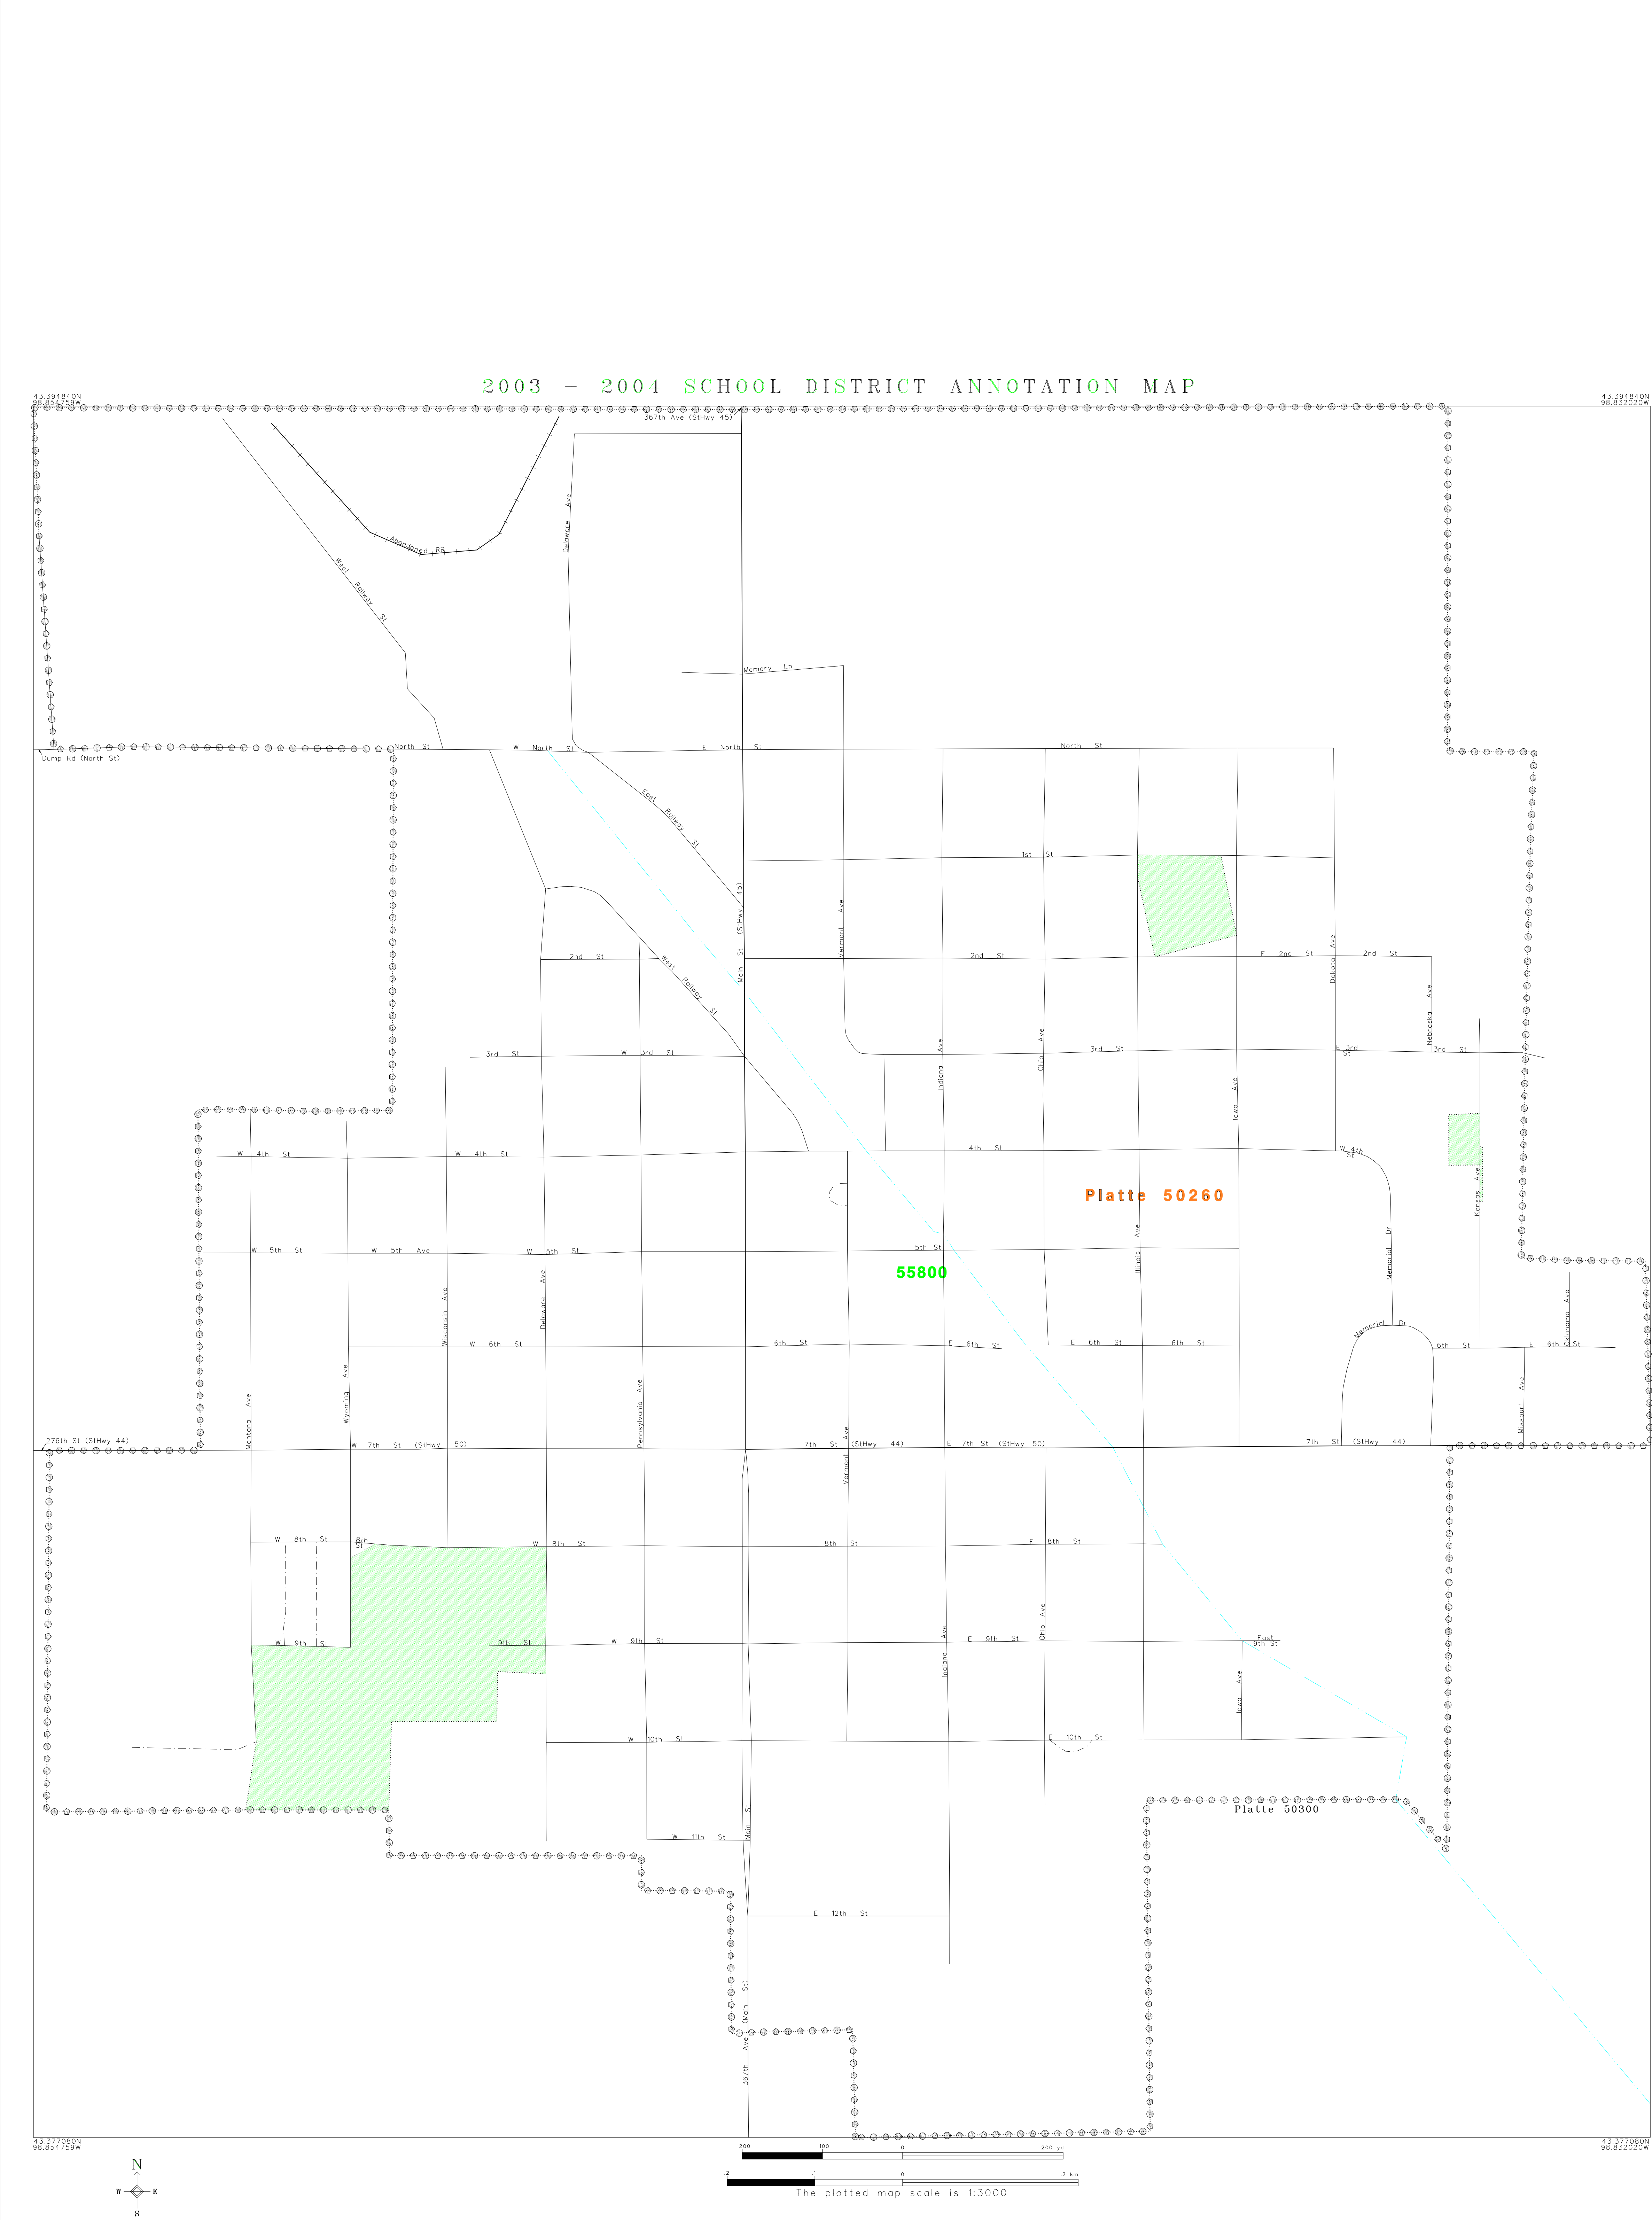 2003 - 2004 SCHOOL DISTRICT ANNOTATION MAP
43.394840N
98.854759W
43.394840N
98.832020W
367th Ave (StHwy 45)
Delaware Ave
Abandoned RR
West Railway St
Memory Ln
North St
W North St
E North St
North St
Dump Rd (North St)
East Railway St
1st St
Main St (StHwy 45)
Vermont Ave
2nd St
West Railway St
2nd St
E 2nd St
2nd St
Dakota Ave
Nebraska Ave
3rd St
W 3rd St
Indiana Ave
Ohio Ave
3rd St
Iowa Ave
E 3rd
St
3rd St
W 4th St
W 4th St
4th St
W 4th
St
Platte 50260
Kansas Ave
W 5th St
W 5th Ave
W 5th St
5th St
Illinois Ave
Memorial Dr
55800
Wisconsin Ave
Delaware Ave
W 6th St
6th St
E 6th St
E 6th St
6th St
Memorial Dr
6th St
E 6th St
Oklahoma Ave
Montana Ave
Wyoming Ave
Pennsylvania Ave
Vermont Ave
Missouri Ave
276th St (StHwy 44)
W 7th St (StHwy 50)
7th St (StHwy 44)
E 7th St (StHwy 50)
7th St (StHwy 44)
W 8th St
8th
St
W 8th St
8th St
E 8th St
W 9th St
9th St
W 9th St
E 9th St
East
9th St
Ohio Ave
Indiana Ave
Iowa Ave
W 10th St
E 10th St
Platte 50300
W 11th St
Main St
E 12th St
367th Ave (Main St)
43.377080N
98.854759W
43.377080N
98.832020W
200 100 0 200 yd
.2 .1 0 .2 km
The plotted map scale is 1:3000
N
W E
S